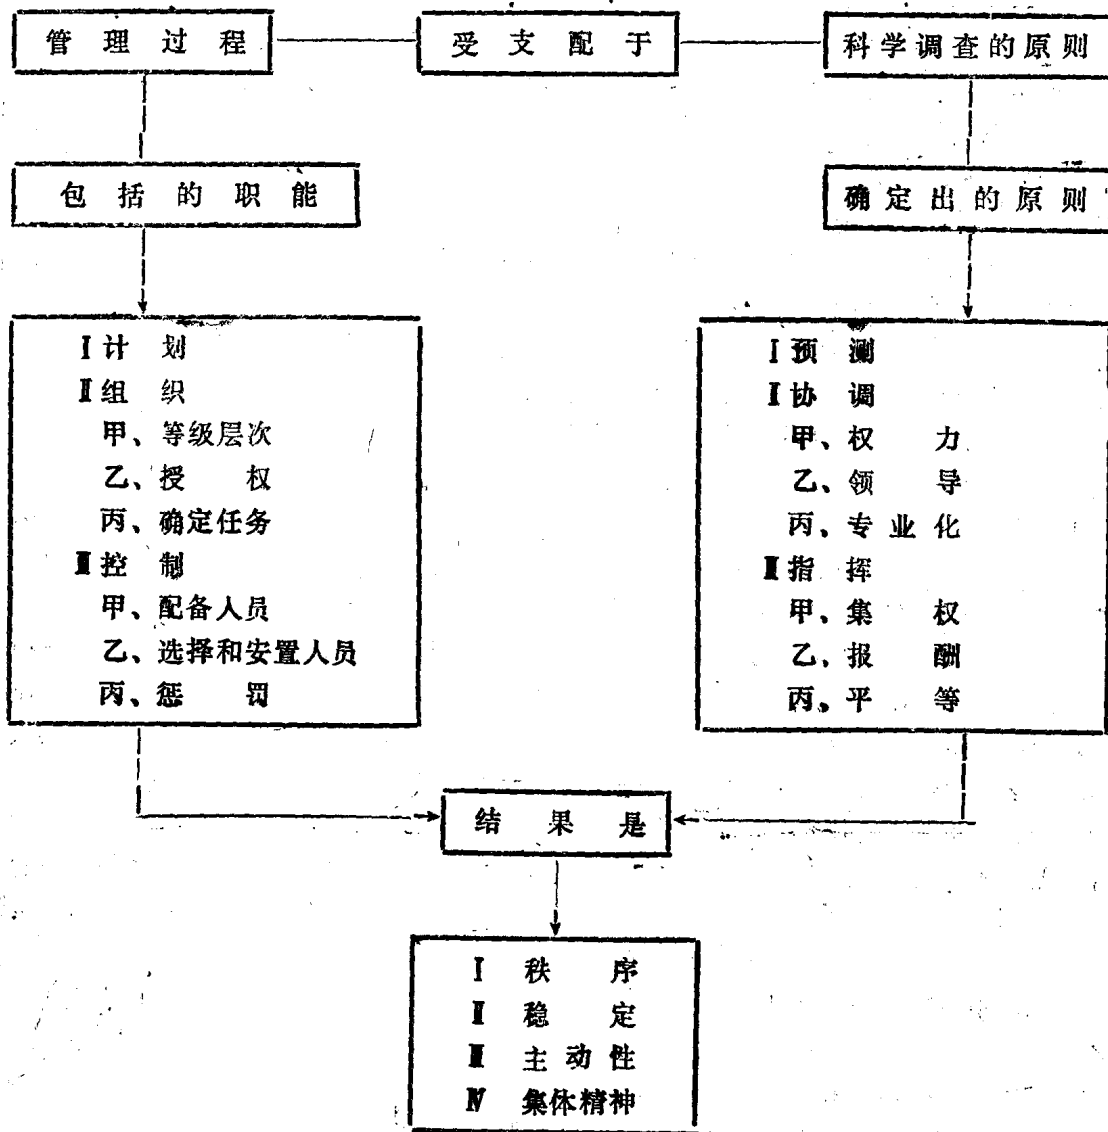 管理过程
受支配于
科学调查的原则
包括的职能
确定出的原则
Ⅰ计划
Ⅱ组织
甲、等级层次
乙、授权
丙、确定任务
Ⅲ控制
甲、配备人员
乙、选择和安置人员
丙、惩罚
Ⅰ预测
Ⅱ协调
甲、权力
乙、领导
丙、专业化
Ⅲ指挥
甲、集权
乙、报酬
丙、平等
结果是
Ⅰ 秩序
Ⅱ 稳定
Ⅲ 主动性
Ⅳ 集体精神